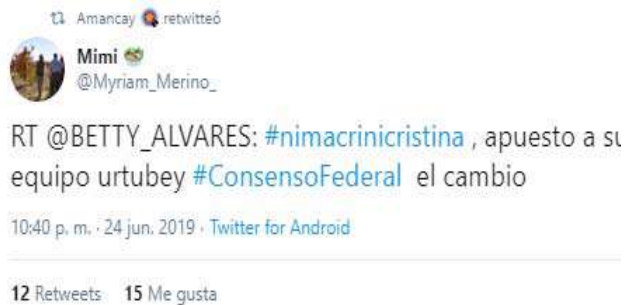 Amancay retwitteó
Mimi
@Myriam_Merino_
RT @BETTY_ALVARES: #nimacrinicristina , apuesto a su
equipo urtubey #ConsensoFederal el cambio
10:40 p. m. · 24 jun. 2019 · Twitter for Android
12 Retweets 15 Me gusta